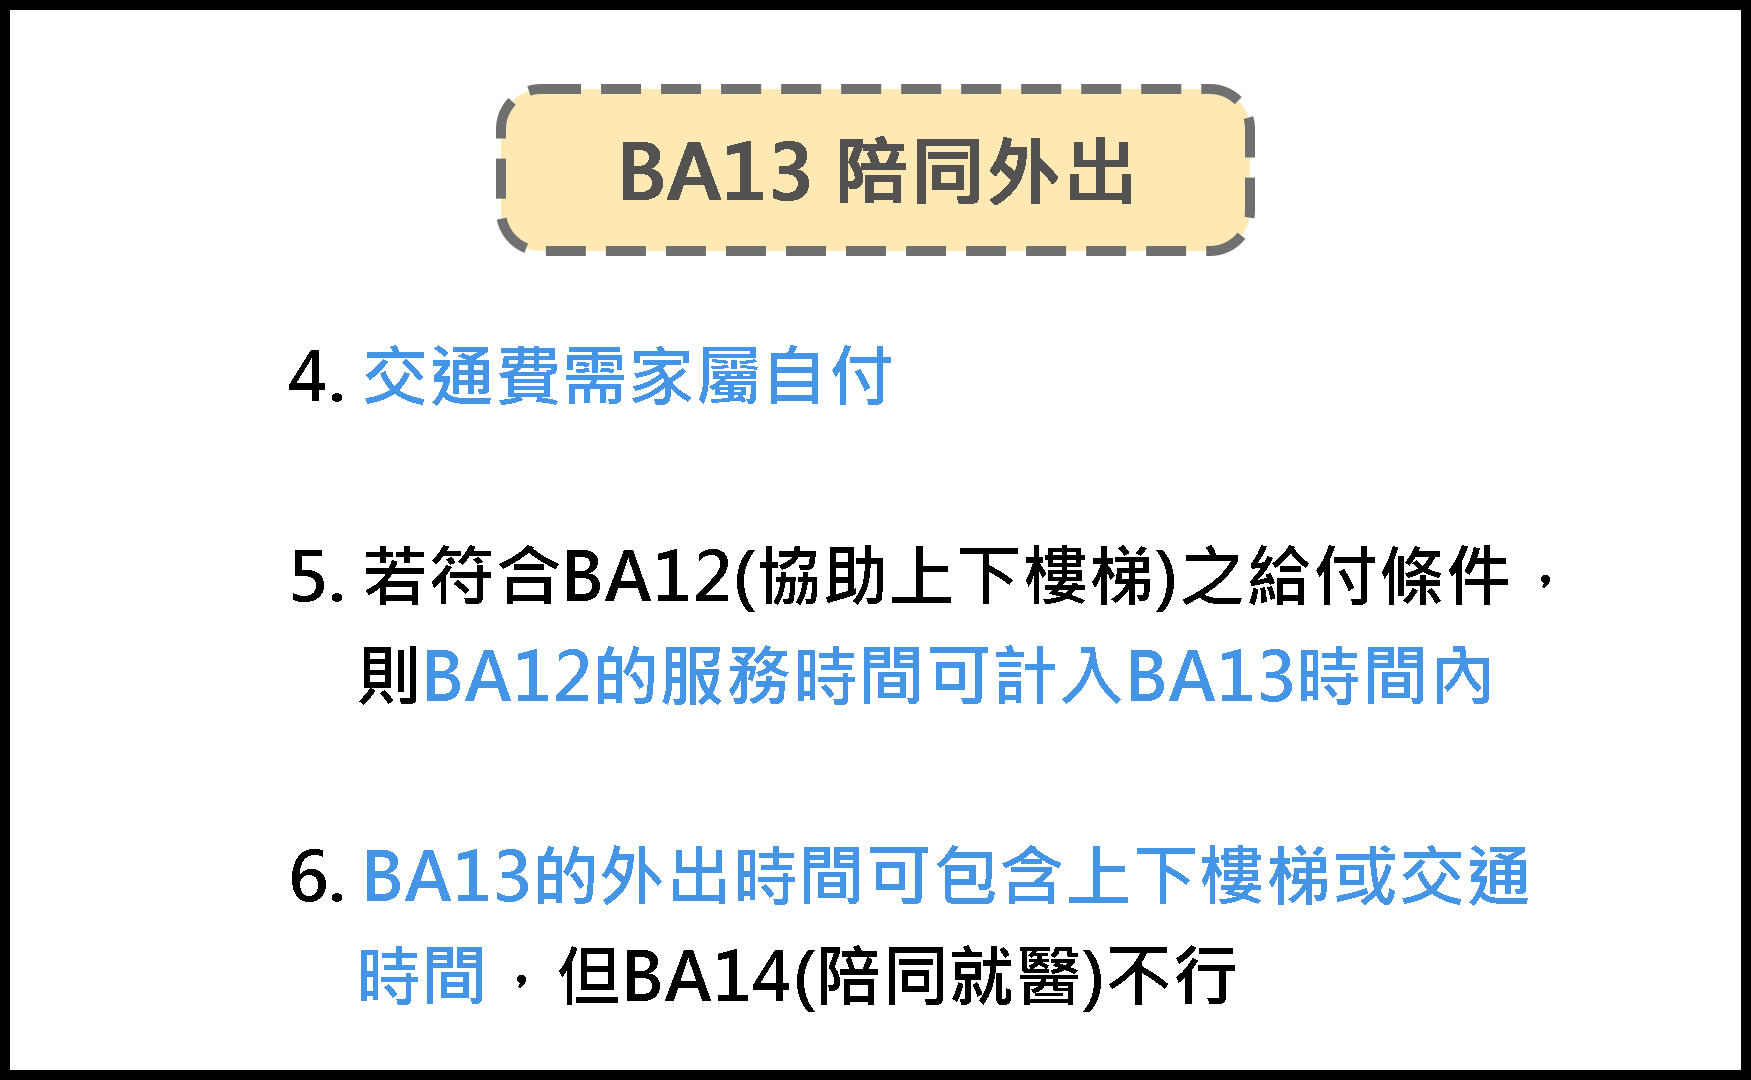 BA13 陪同外出
4. 交通費需家屬自付
5. 若符合BA12(協助上下樓梯)之給付條件，
則BA12的服務時間可計入BA13時間內
6. BA13的外出時間可包含上下樓梯或交通
時間，但BA14(陪同就醫)不行